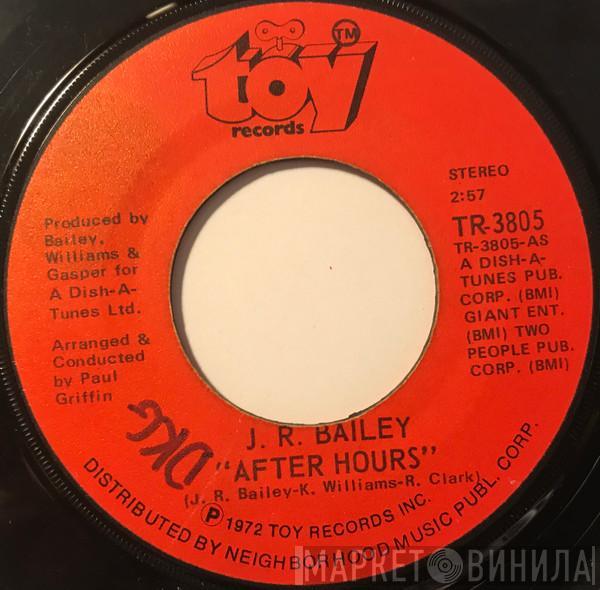 toy
TM
records
STEREO
2:57
TR-3805
TR-3805-AS
A DISH-A-
TUNES PUB.
CORP. (BMI)
GIANT ENT.
(BMI) TWO
PEOPLE PUB.
CORP. (BMI)
Produced by
Bailey,
Williams &
Gasper for
A Dish-A-
Tunes Ltd.
Arranged &
Conducted
by Paul
Griffin
DKG
J. R. BAILEY
"AFTER HOURS"
(J. R. Bailey-K. Williams-R. Clark)
Ⓟ 1972 TOY RECORDS INC.
DISTRIBUTED BY NEIGHBORHOOD MUSIC PUBL. CORP.
МАРКЕТ ВИНИЛА